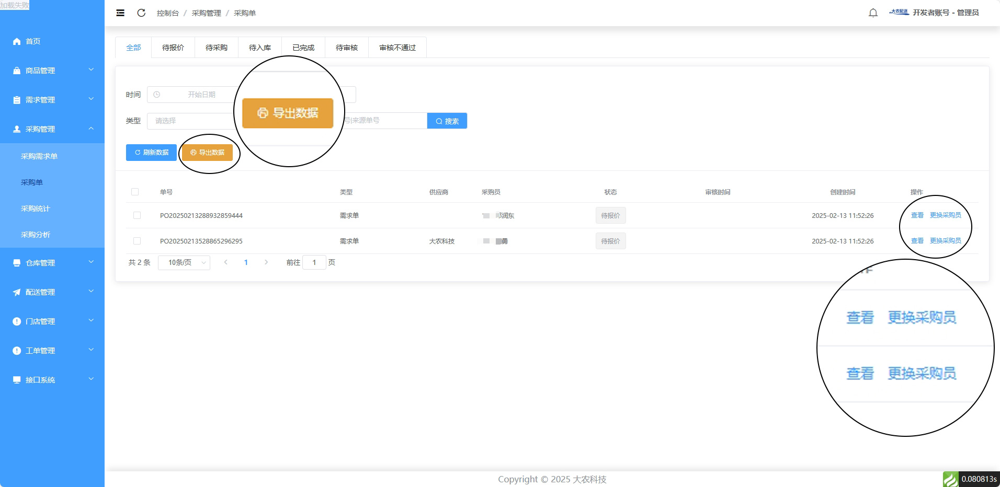 加载失败
首页
商品管理
需求管理
采购管理
采购需求单
采购单
采购统计
采购分析
仓库管理
配送管理
门店管理
工单管理
接口系统
控制台 / 采购管理 / 采购单
大农配送 开发者账号 - 管理员
全部 待报价 待采购 待入库 已完成 待审核 审核不通过
时间 开始日期
类型 请选择 号|来源单号 搜索
导出数据
刷新数据 导出数据
单号 类型 供应商 采购员 状态 审核时间 创建时间 操作
PO20250213288932859444 需求单 润东 待报价 2025-02-13 11:52:26 查看 更换采购员
PO20250213528865296295 需求单 大农科技 勇 待报价 2025-02-13 11:52:26 查看 更换采购员
共 2 条 10条/页 1 前往 1 页
查看 更换采购员
查看 更换采购员
Copyright © 2025 大农科技
0.080813s